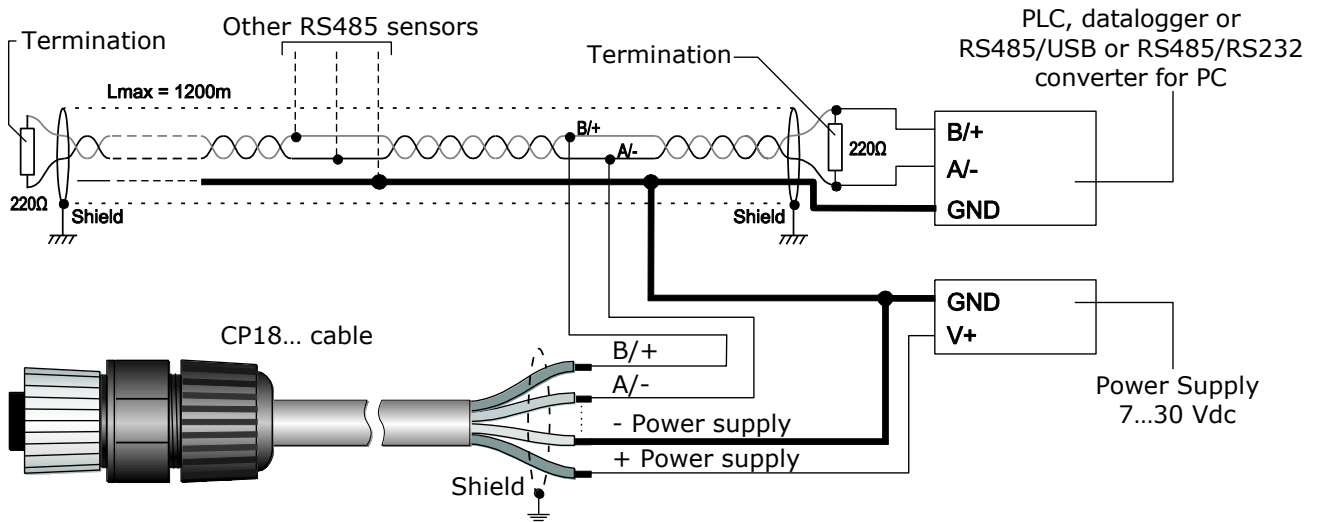 Termination
Other RS485 sensors
Termination
PLC, datalogger or
RS485/USB or RS485/RS232
converter for PC
Lmax = 1200m
B/+
A/-
220Ω
B/+
A/-
GND
220Ω
Shield
Shield
GND
V+
CP18... cable
B/+
A/-
- Power supply
+ Power supply
Shield
Power Supply
7...30 Vdc